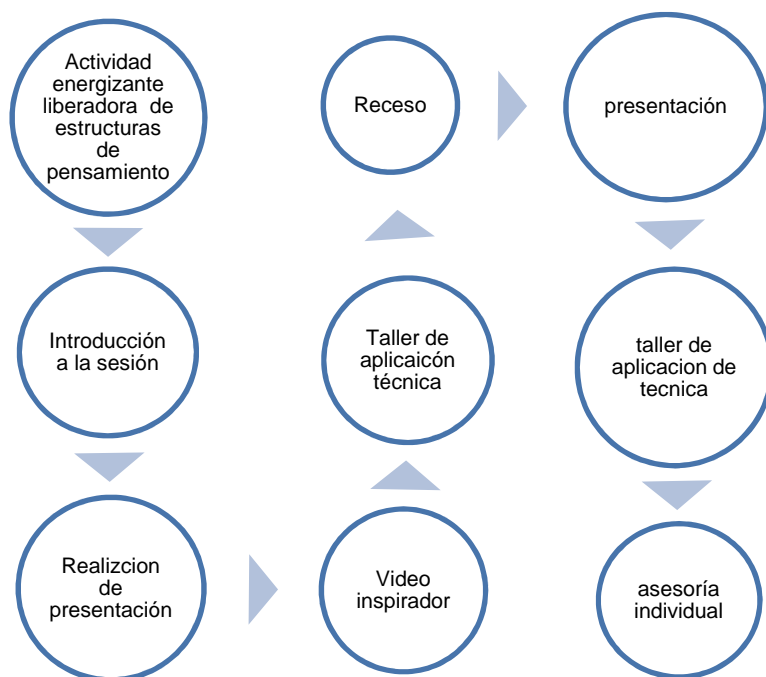 Actividad
energizante
liberadora de
estructuras
de
pensamiento
Introducción
a la sesión
Realizcion
de
presentación
Video
inspirador
Taller de
aplicaicón
técnica
Receso
presentación
taller de
aplicacion de
tecnica
asesoría
individual